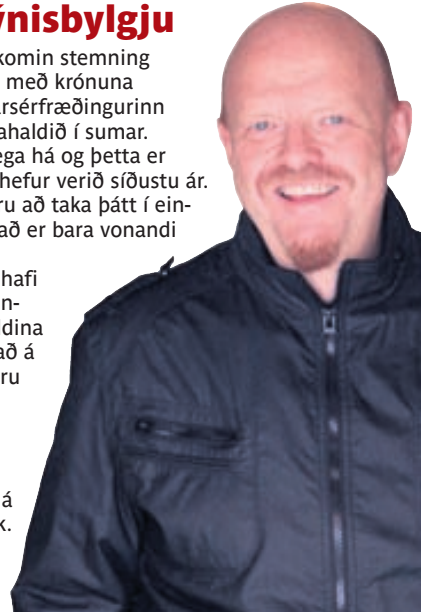 ýnisbylgju
komin stemning
með krónuna
arsérfræðingurinn
ahaldið í sumar.
ega há og þetta er
hefur verið síðustu ár.
ru að taka þátt í ein-
að er bara vonandi
hafi
n-
dina
að á
ru
á
k.